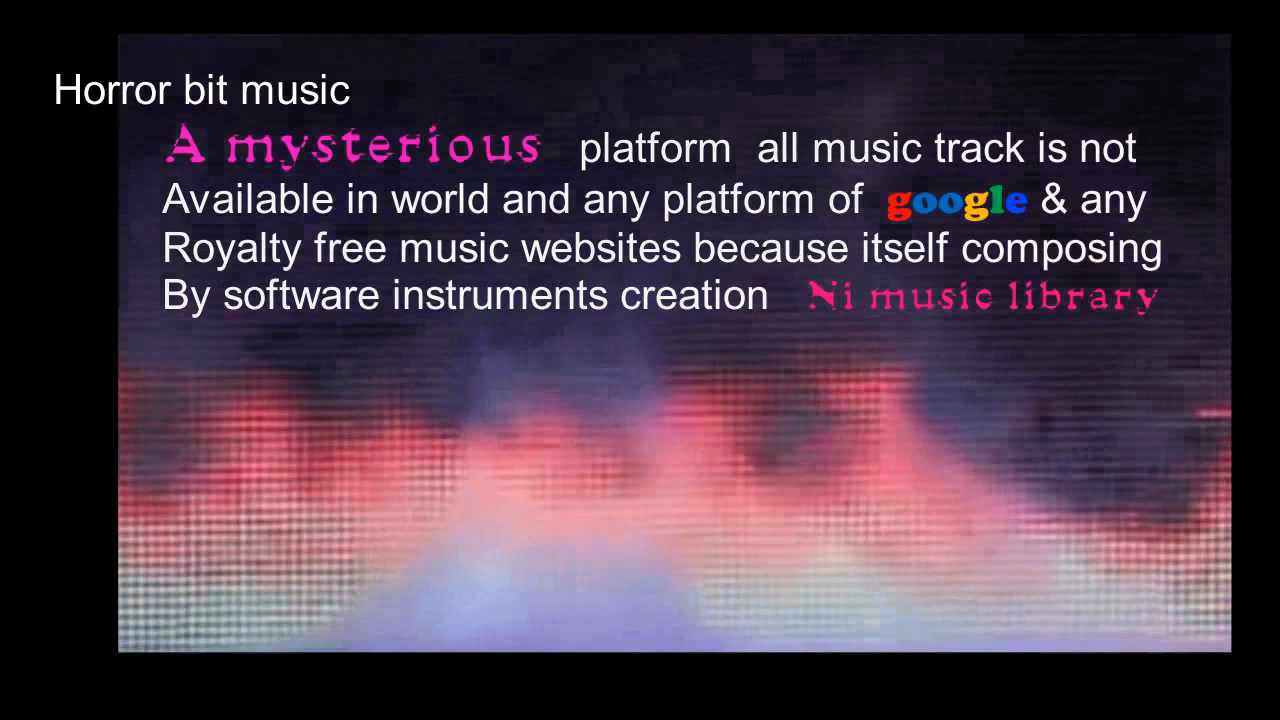 Horror bit music
A mysterious platform all music track is not
Available in world and any platform of google & any
Royalty free music websites because itself composing
By software instruments creation Ni music library